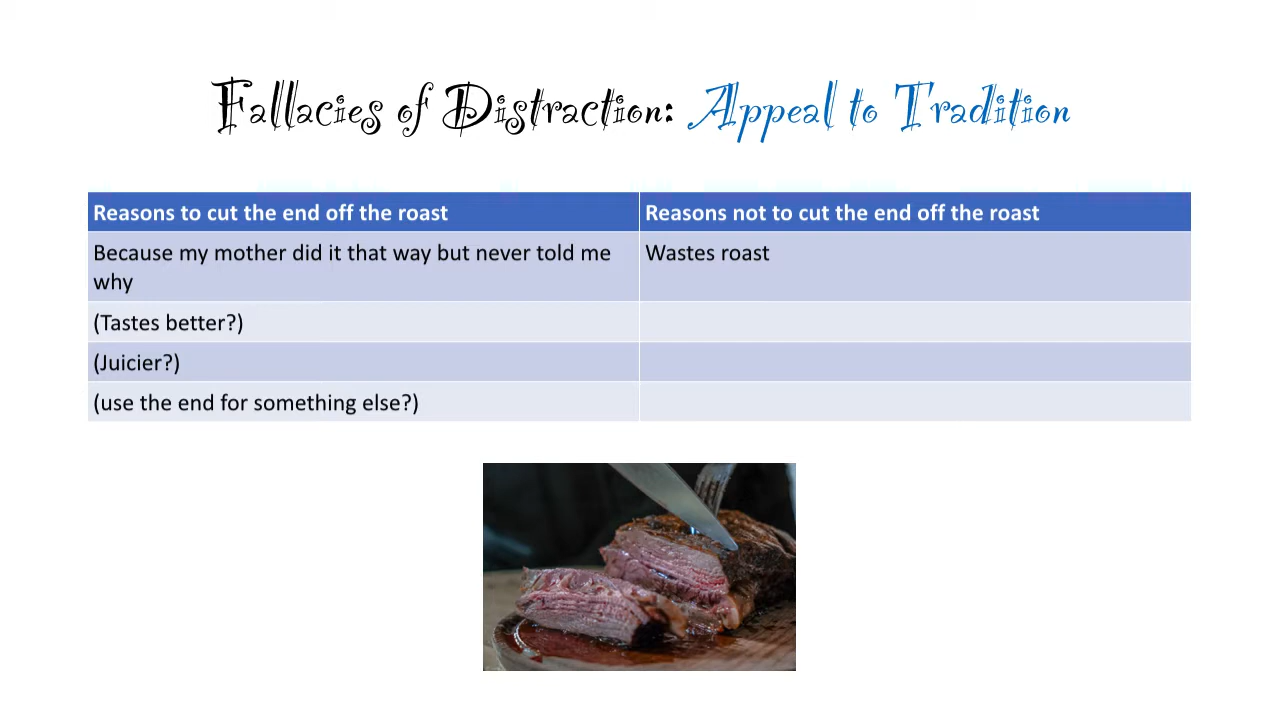 Fallacies of Distraction: Appeal to Tradition
Reasons to cut the end off the roast
Reasons not to cut the end off the roast
Because my mother did it that way but never told me
why
Wastes roast
(Tastes better?)
(Juicier?)
(use the end for something else?)